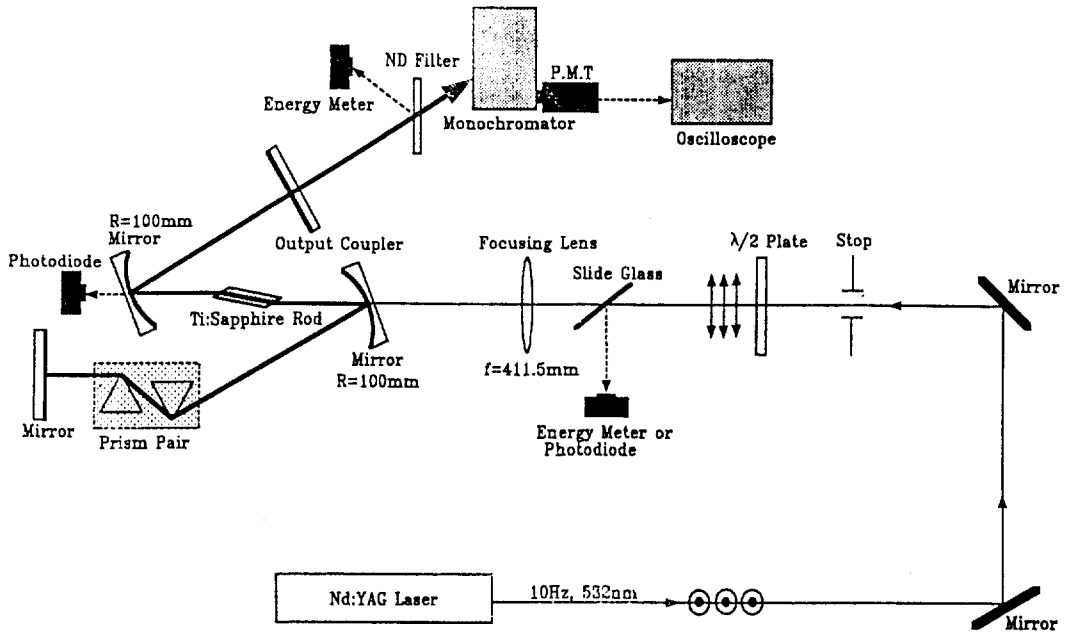 ND Filter
Energy Meter
P.M.T
Monochromator
Oscilloscope
R=100mm
Mirror
Output Coupler
Focusing Lens
λ/2 Plate
Stop
Slide Glass
Mirror
Photodiode
Ti:Sapphire Rod
Mirror
R=100mm
f=411.5mm
Energy Meter or
Photodiode
Mirror
Prism Pair
Nd:YAG Laser
10Hz, 532nm
Mirror